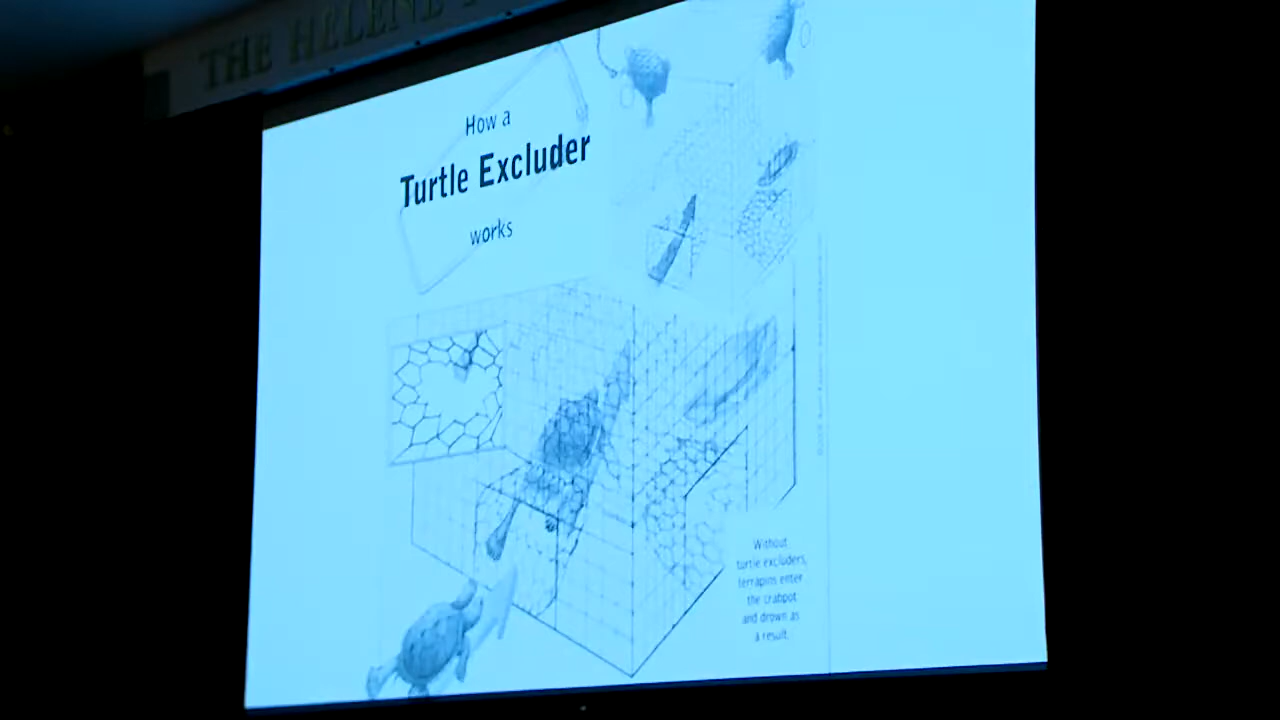 THE HELENE
How a
Turtle Excluder
works
Without
turtle excluders,
terrapins enter
the crabpot
and drown as
a result.